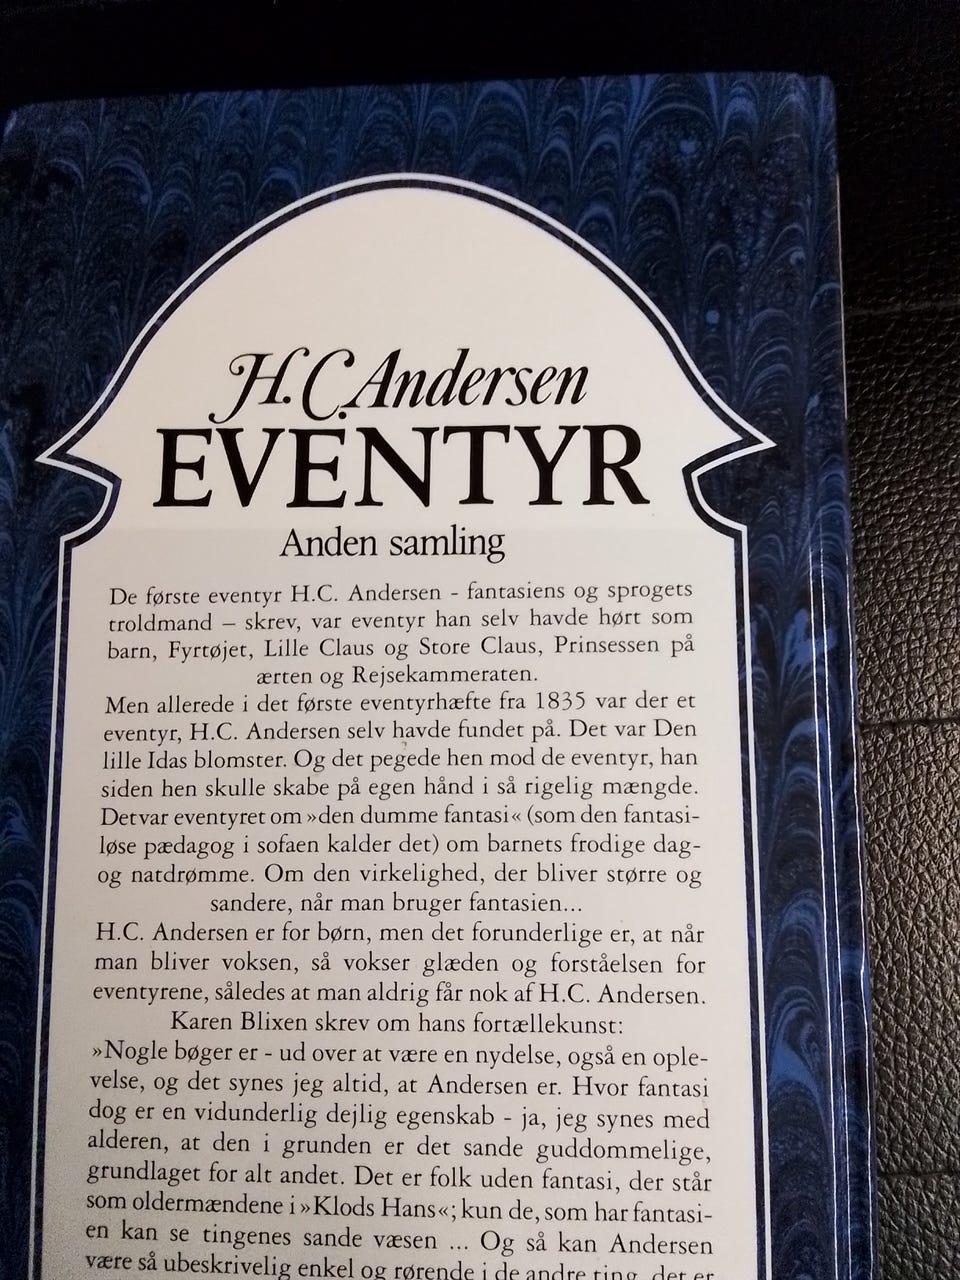 H.C. Andersen
EVENTYR
Anden samling
De første eventyr H.C. Andersen - fantasiens og sprogets
troldmand – skrev, var eventyr han selv havde hørt som
barn, Fyrtøjet, Lille Claus og Store Claus, Prinsessen på
ærten og Rejsekammeraten.
Men allerede i det første eventyrhæfte fra 1835 var der et
eventyr, H.C. Andersen selv havde fundet på. Det var Den
lille Idas blomster. Og det pegede hen mod de eventyr, han
siden hen skulle skabe på egen hånd i så rigelig mængde.
Detvar eventyret om »den dumme fantasi« (som den fantasi-
løse pædagog i sofaen kalder det) om barnets frodige dag-
og natdrømme. Om den virkelighed, der bliver større og
sandere, når man bruger fantasien...
H.C. Andersen er for børn, men det forunderlige er, at når
man bliver voksen, så vokser glæden og forståelsen for
eventyrene, således at man aldrig får nok af H.C. Andersen.
Karen Blixen skrev om hans fortællekunst:
»Nogle bøger er - ud over at være en nydelse, også en ople-
velse, og det synes jeg altid, at Andersen er. Hvor fantasi
dog er en vidunderlig dejlig egenskab - ja, jeg synes med
alderen, at den i grunden er det sande guddommelige,
grundlaget for alt andet. Det er folk uden fantasi, der står
som oldermændene i »Klods Hans«; kun de, som har fantasi-
en kan se tingenes sande væsen ... Og så kan Andersen
være så ubeskrivelig enkel og rørende i de andre ting, det er